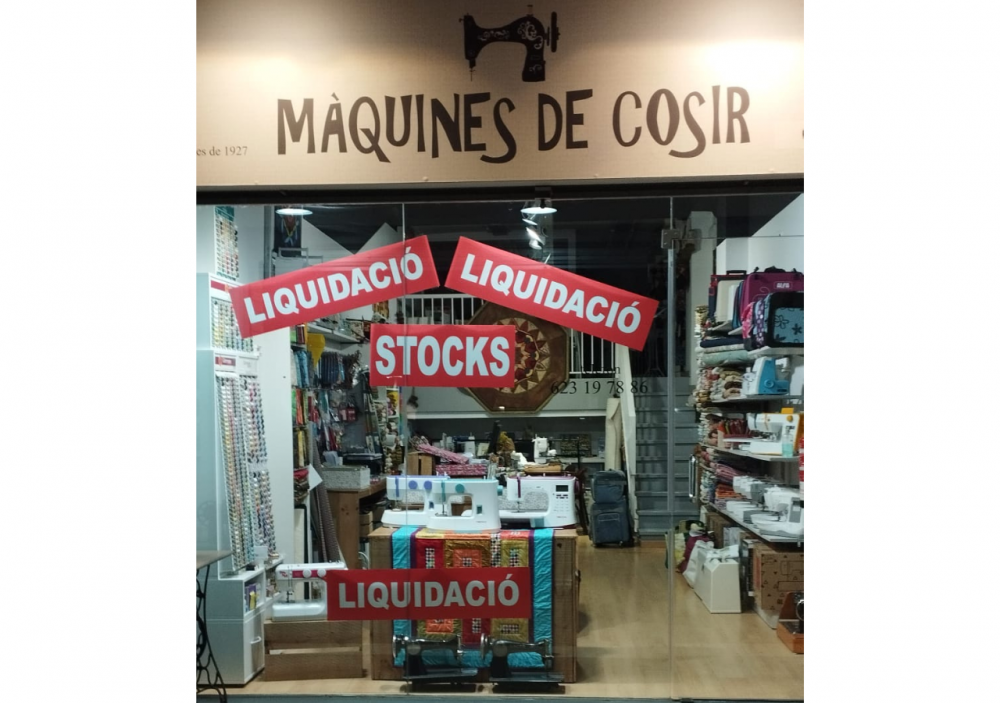 MÀQUINES DE COSIR
es de 1927
LIQUIDACIÓ
LIQUIDACIÓ
STOCKS
623 19 78 86
LIQUIDACIÓ